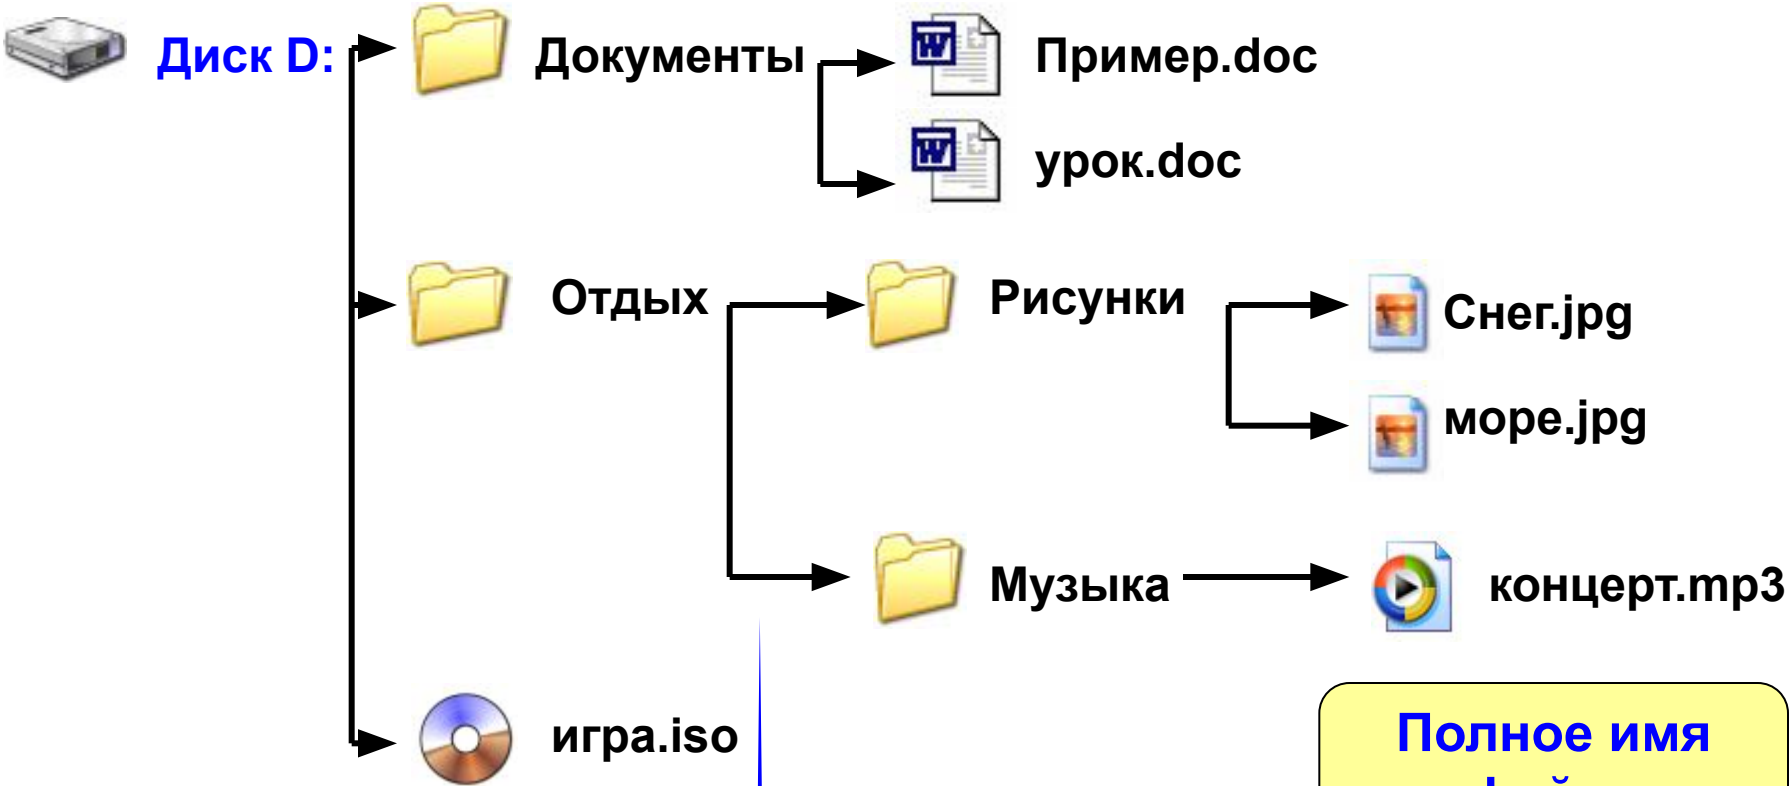 Диск D:
Документы
Пример.doc
урок.doc
Отдых
Рисунки
Снег.jpg
море.jpg
Музыка
концерт.mp3
игра.iso
Полное имя